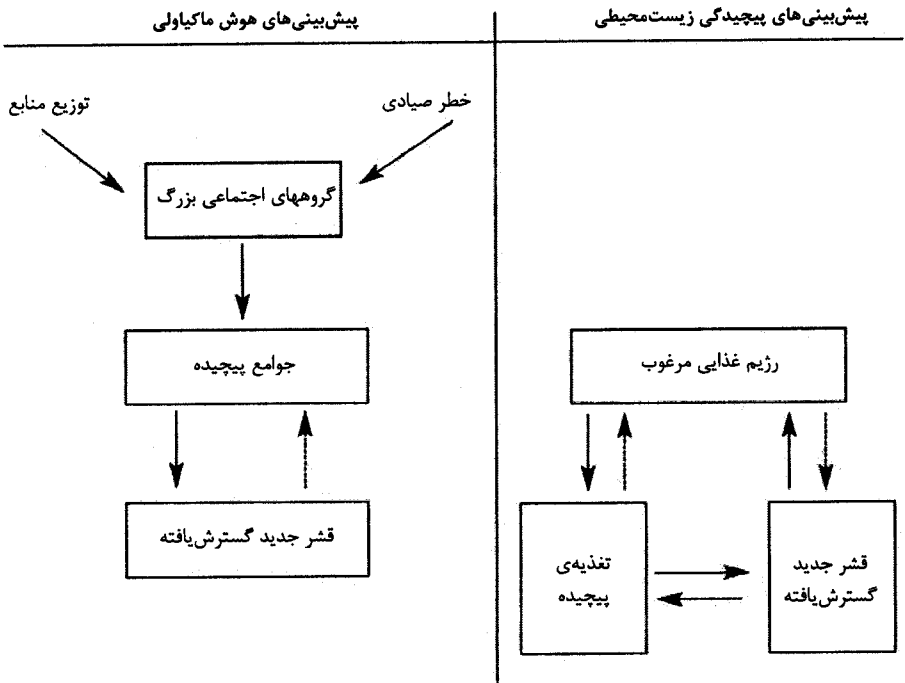 پیش‌بینی‌های پیچیدگی زیست‌محیطی
پیش‌بینی‌های هوش ماکیاولی
خطر صیادی
توزیع منابع
گروههای اجتماعی بزرگ
جوامع پیچیده
قشر جدید گسترش‌یافته
رژیم غذایی مرغوب
قشر جدید
گسترش‌یافته
تغذیه‌ی
پیچیده